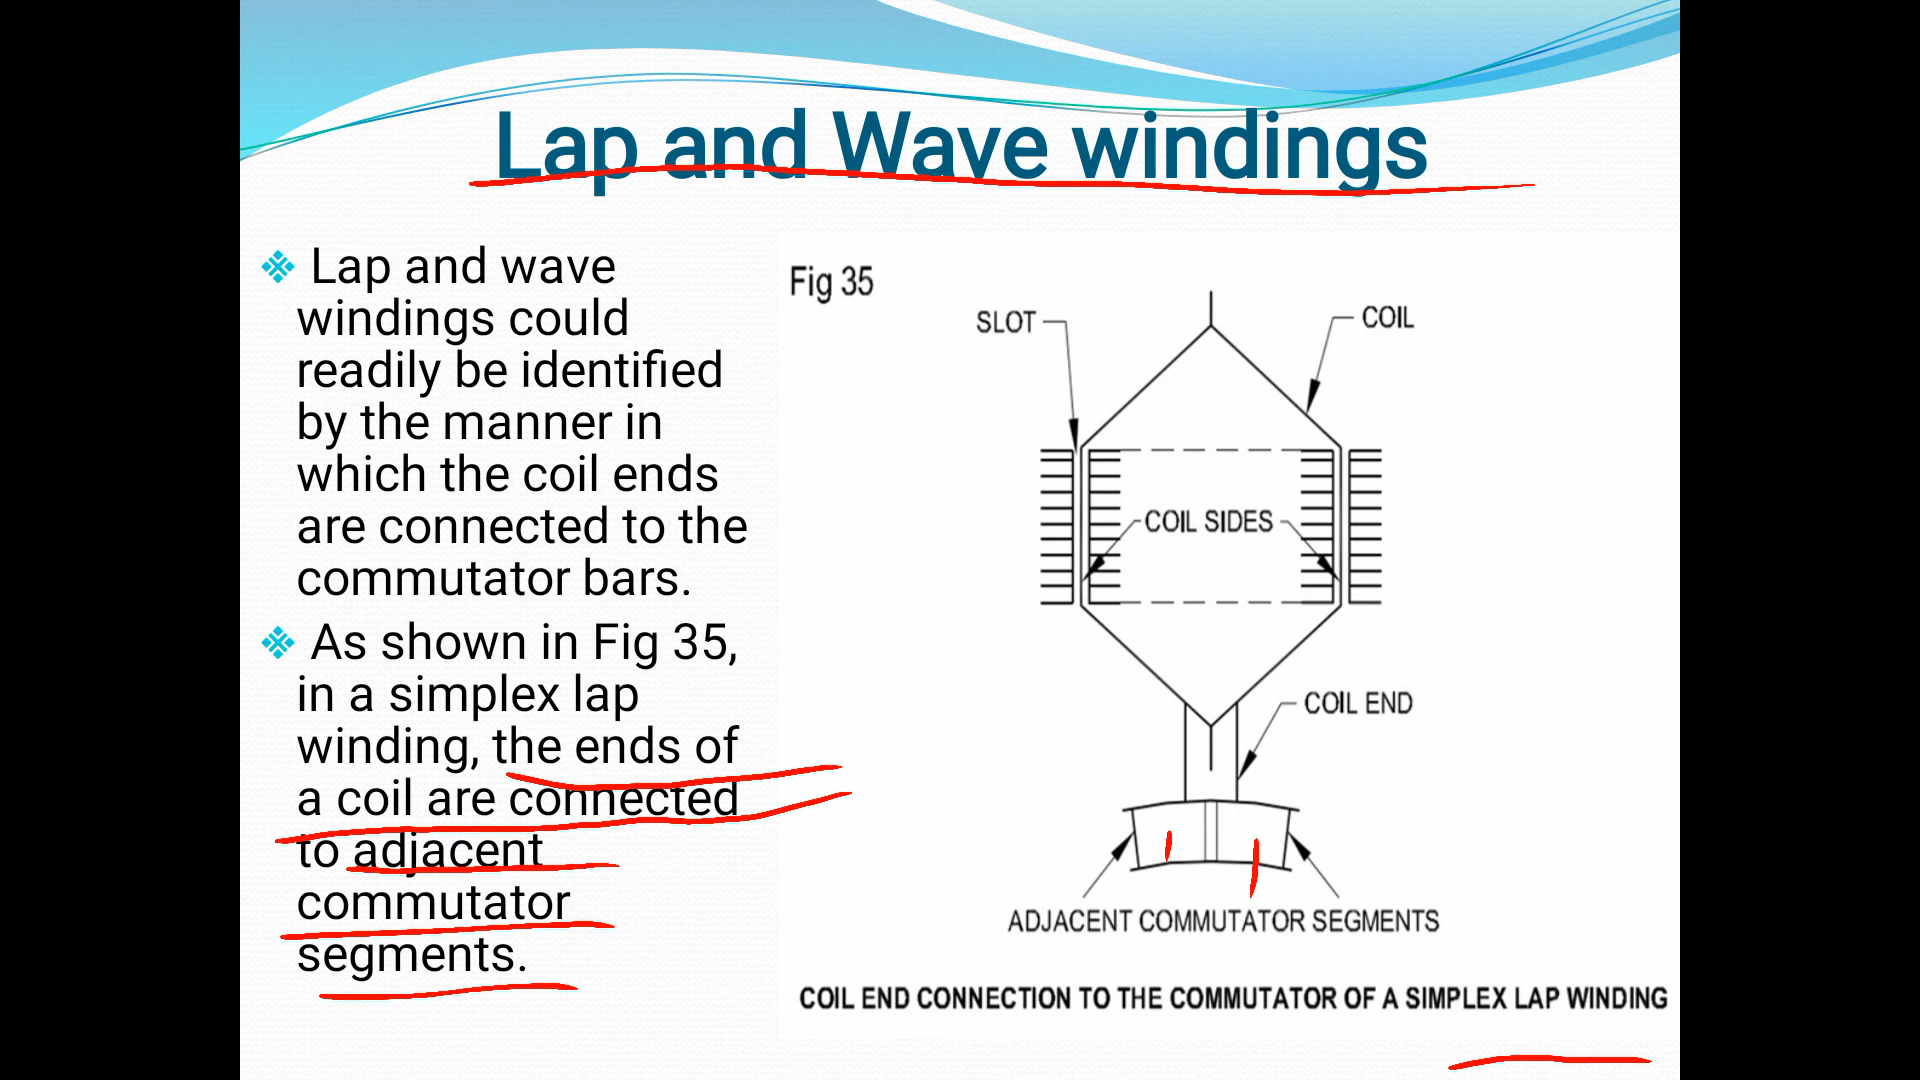 Lap and Wave windings
Lap and wave
windings could
readily be identified
by the manner in
which the coil ends
are connected to the
commutator bars.
As shown in Fig 35,
in a simplex lap
winding, the ends of
a coil are connected
to adjacent
commutator
segments.
Fig 35
SLOT
COIL
COIL SIDES
COIL END
ADJACENT COMMUTATOR SEGMENTS
COIL END CONNECTION TO THE COMMUTATOR OF A SIMPLEX LAP WINDING